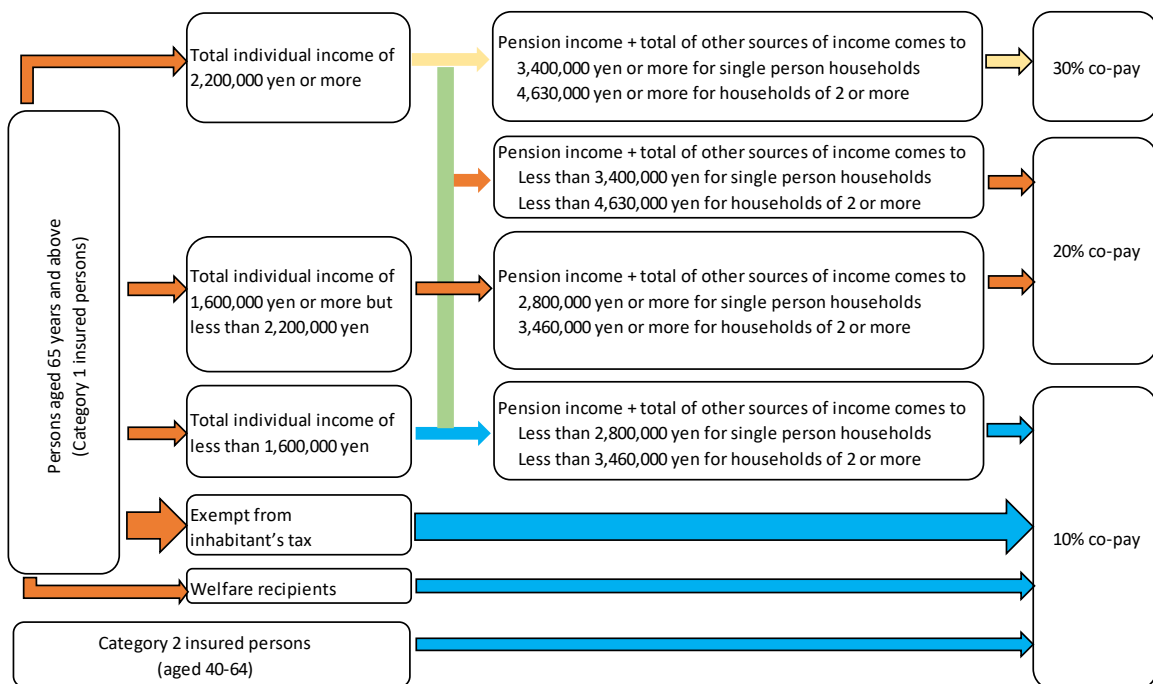 Persons aged 65 years and above
(Category 1 insured persons)
Total individual income of
2,200,000 yen or more
Pension income + total of other sources of income comes to
3,400,000 yen or more for single person households
4,630,000 yen or more for households of 2 or more
30% co-pay
Pension income + total of other sources of income comes to
Less than 3,400,000 yen for single person households
Less than 4,630,000 yen for households of 2 or more
20% co-pay
Total individual income of
1,600,000 yen or more but
less than 2,200,000 yen
Pension income + total of other sources of income comes to
2,800,000 yen or more for single person households
3,460,000 yen or more for households of 2 or more
Total individual income of
less than 1,600,000 yen
Pension income + total of other sources of income comes to
Less than 2,800,000 yen for single person households
Less than 3,460,000 yen for households of 2 or more
Exempt from
inhabitant's tax
10% co-pay
Welfare recipients
Category 2 insured persons
(aged 40-64)